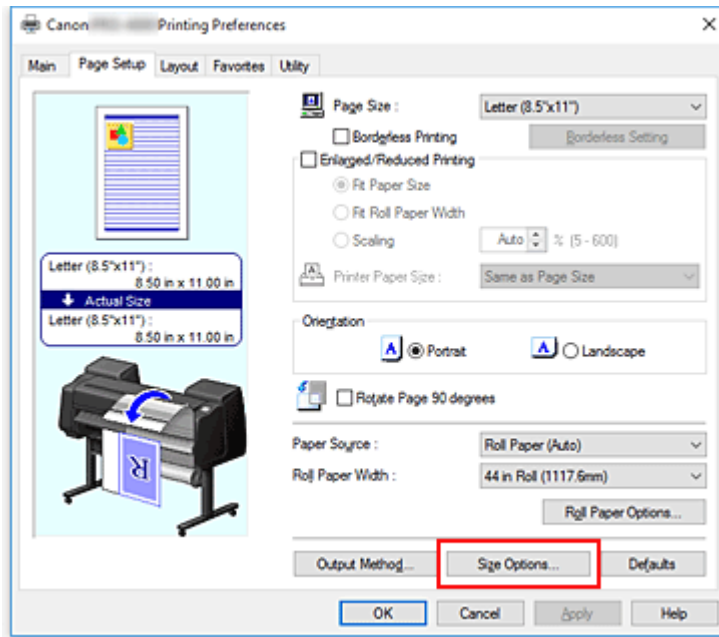 Canon Printing Preferences
Main Page Setup Layout Favorites Utility
Page Size : Letter (8.5"x11")
Borderless Printing Borderless Setting
Enlarged/Reduced Printing
Fit Paper Size
Fit Roll Paper Width
Scaling Auto % (5 - 600)
Printer Paper Size : Same as Page Size
Letter (8.5"x11") :
8.50 in x 11.00 in
Actual Size
Letter (8.5"x11") :
8.50 in x 11.00 in
Orientation
A Portrait A Landscape
Rotate Page 90 degrees
Paper Source : Roll Paper (Auto)
Roll Paper Width : 44 in Roll (1117.6mm)
Roll Paper Options...
R
Output Method... Size Options... Defaults
OK Cancel Apply Help